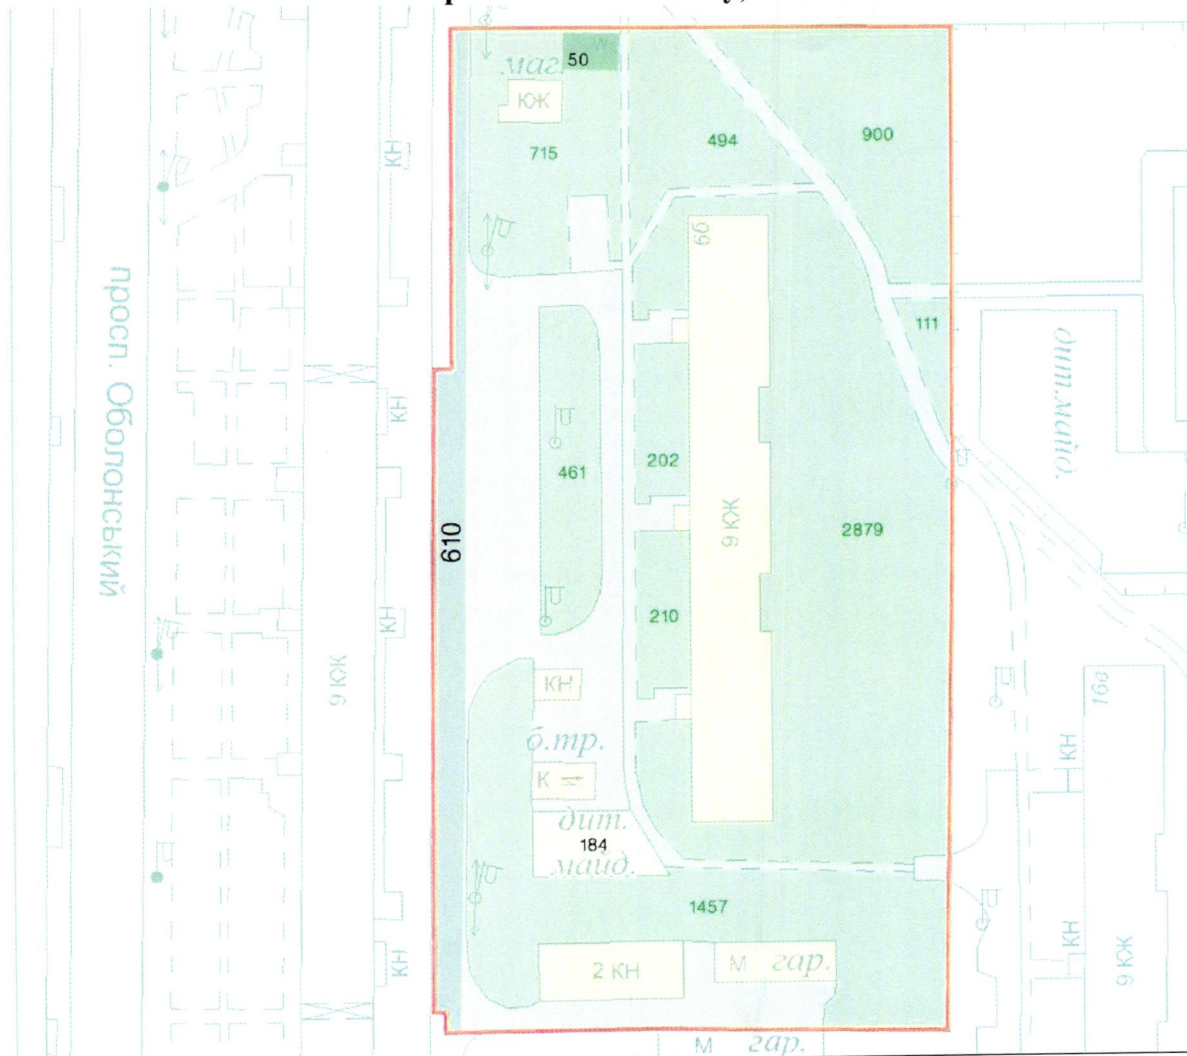 50
маг.
КЖ
КН
494
900
715
69
просп. Оболонський
111
дит.майд.
КН
461
202
9 КЖ
2879
610
210
КН
9 КЖ
КН
16в
б.тр.
КН
К
дит.
184
майд.
1457
КН
КН
9 КЖ
2 КН
М гар.
М гар.